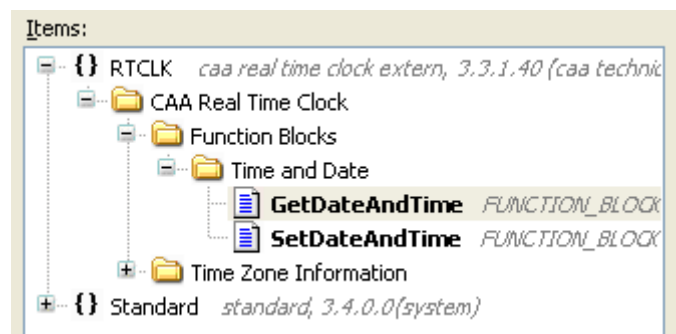 Items:
{} RTCLK caa real time clock extern, 3.3.1.40 (caa technic
CAA Real Time Clock
Function Blocks
Time and Date
GetDateAndTime FUNCTION_BLOCK
SetDateAndTime FUNCTION_BLOCK
Time Zone Information
{} Standard standard, 3.4.0.0(system)